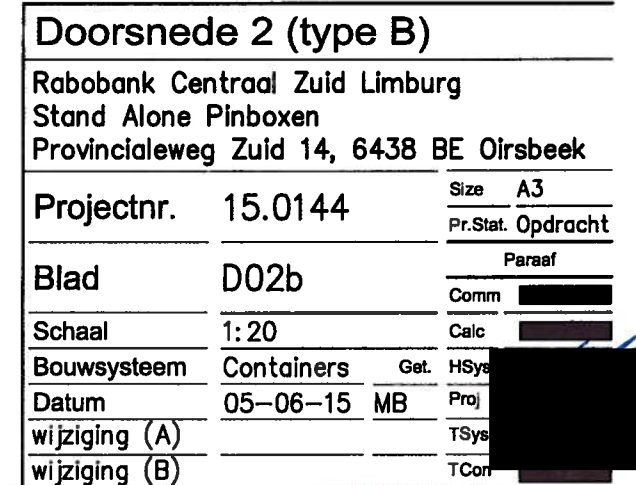 Doorsnede 2 (type B)
Rabobank Centraal Zuid Limburg
Stand Alone Pinboxen
Provincialeweg Zuid 14, 6438 BE Oirsbeek
Projectnr. 15.0144 Size A3
Pr.Stat. Opdracht
Blad D02b Paraaf
Comm
Schaal 1:20 Calc
Bouwsysteem Containers Get. HSys
Datum 05-06-15 MB Proj
wijziging (A) TSys
wijziging (B) TCon